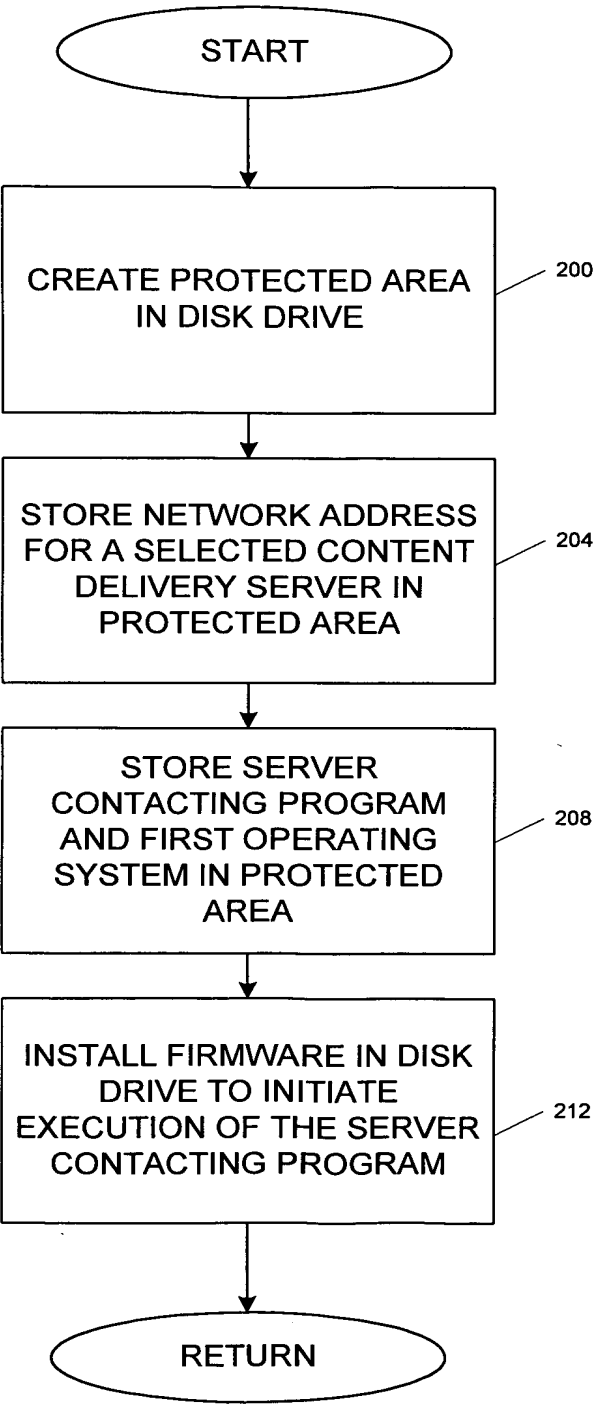 START
CREATE PROTECTED AREA
IN DISK DRIVE
200
STORE NETWORK ADDRESS
FOR A SELECTED CONTENT
DELIVERY SERVER IN
PROTECTED AREA
204
STORE SERVER
CONTACTING PROGRAM
AND FIRST OPERATING
SYSTEM IN PROTECTED
AREA
208
INSTALL FIRMWARE IN DISK
DRIVE TO INITIATE
EXECUTION OF THE SERVER
CONTACTING PROGRAM
212
RETURN